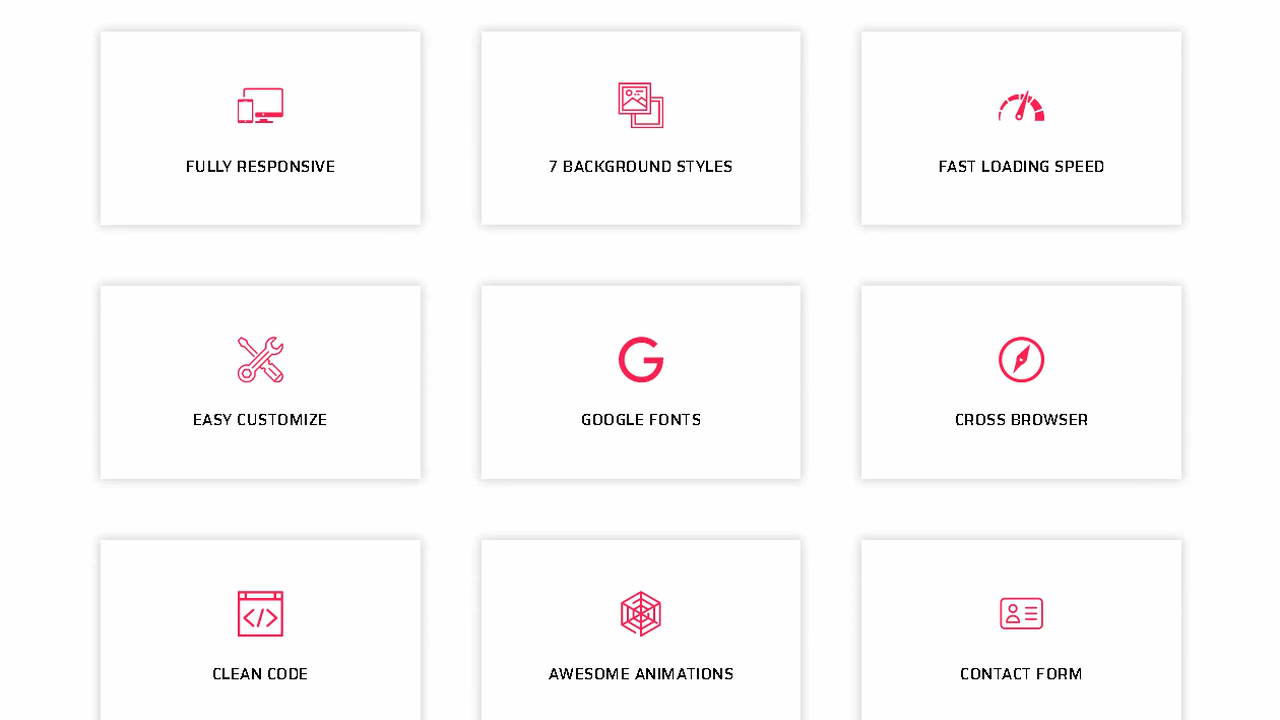 FULLY RESPONSIVE
7 BACKGROUND STYLES
FAST LOADING SPEED
EASY CUSTOMIZE
GOOGLE FONTS
CROSS BROWSER
CLEAN CODE
AWESOME ANIMATIONS
CONTACT FORM